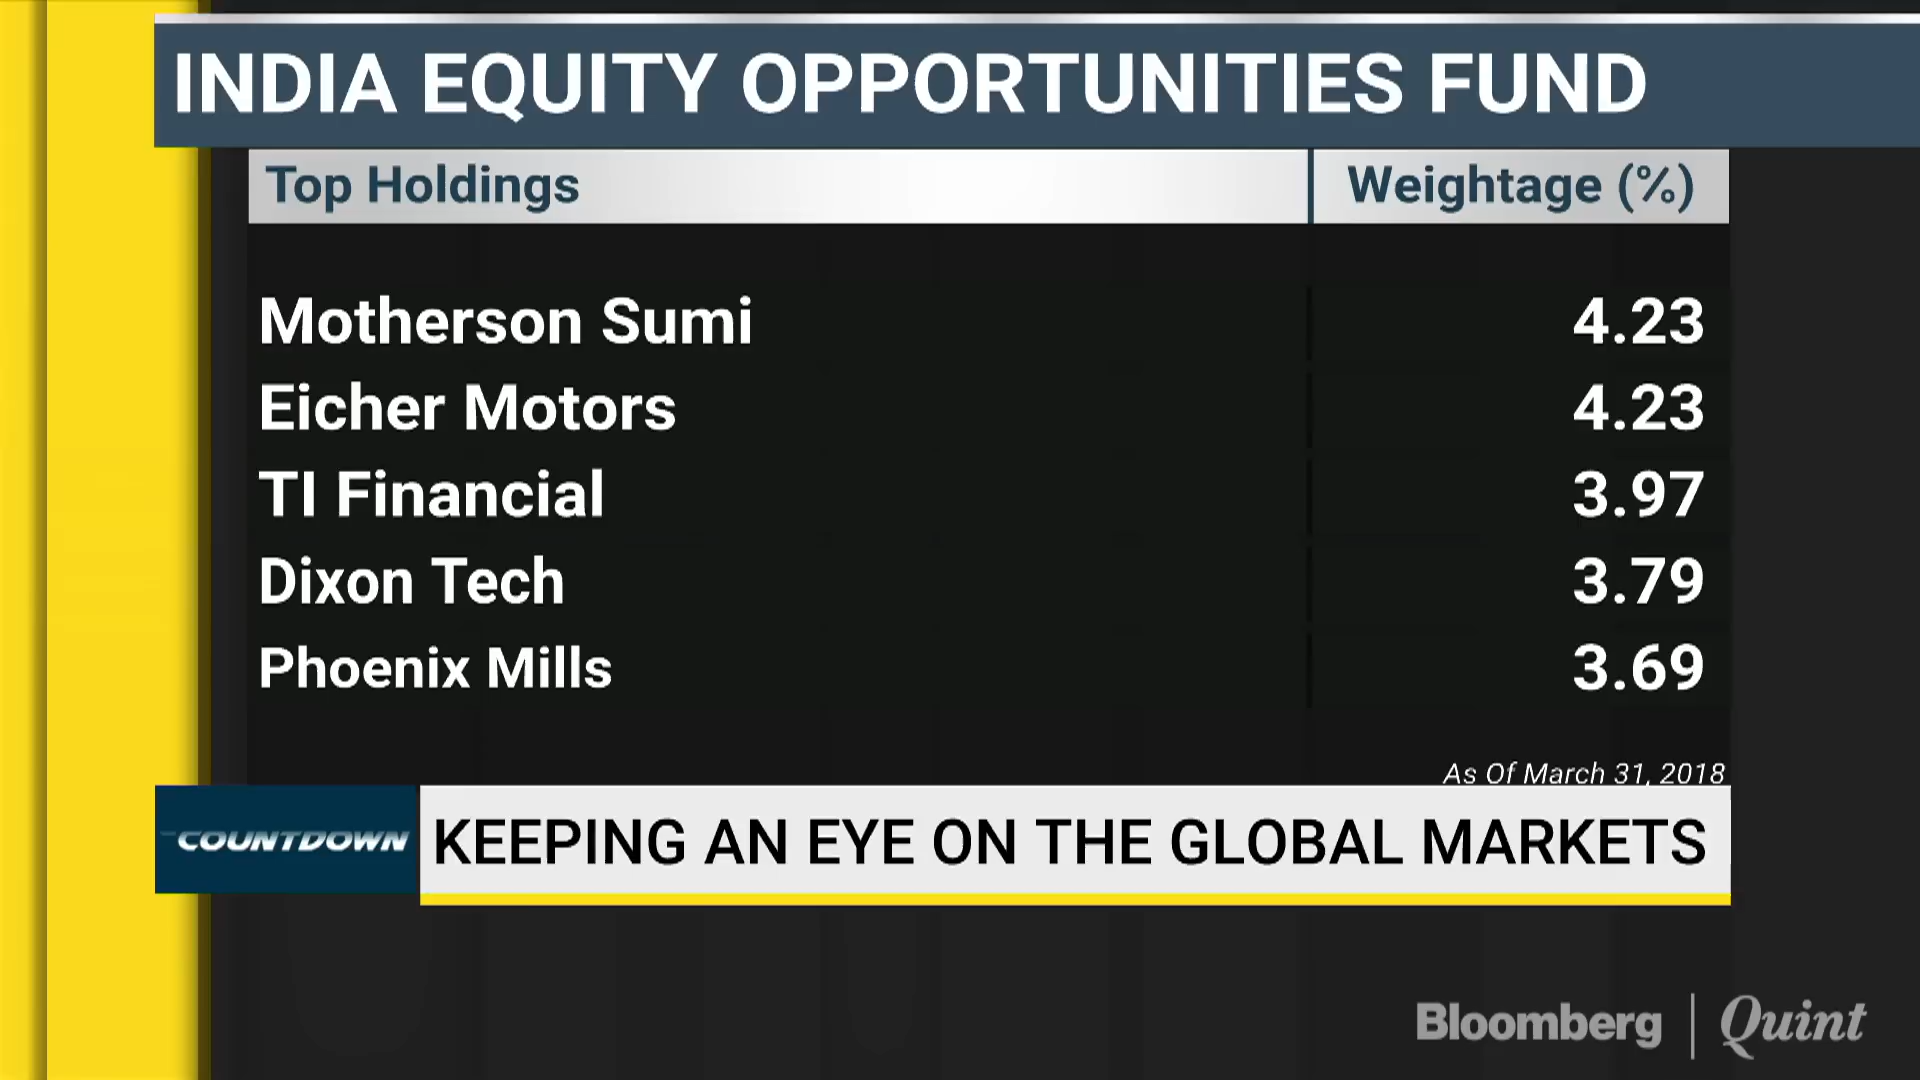 INDIA EQUITY OPPORTUNITIES FUND
Top Holdings Weightage (%)
Motherson Sumi 4.23
Eicher Motors 4.23
TI Financial 3.97
Dixon Tech 3.79
Phoenix Mills 3.69
As Of March 31, 2018
COUNTDOWN KEEPING AN EYE ON THE GLOBAL MARKETS
Bloomberg | Quint